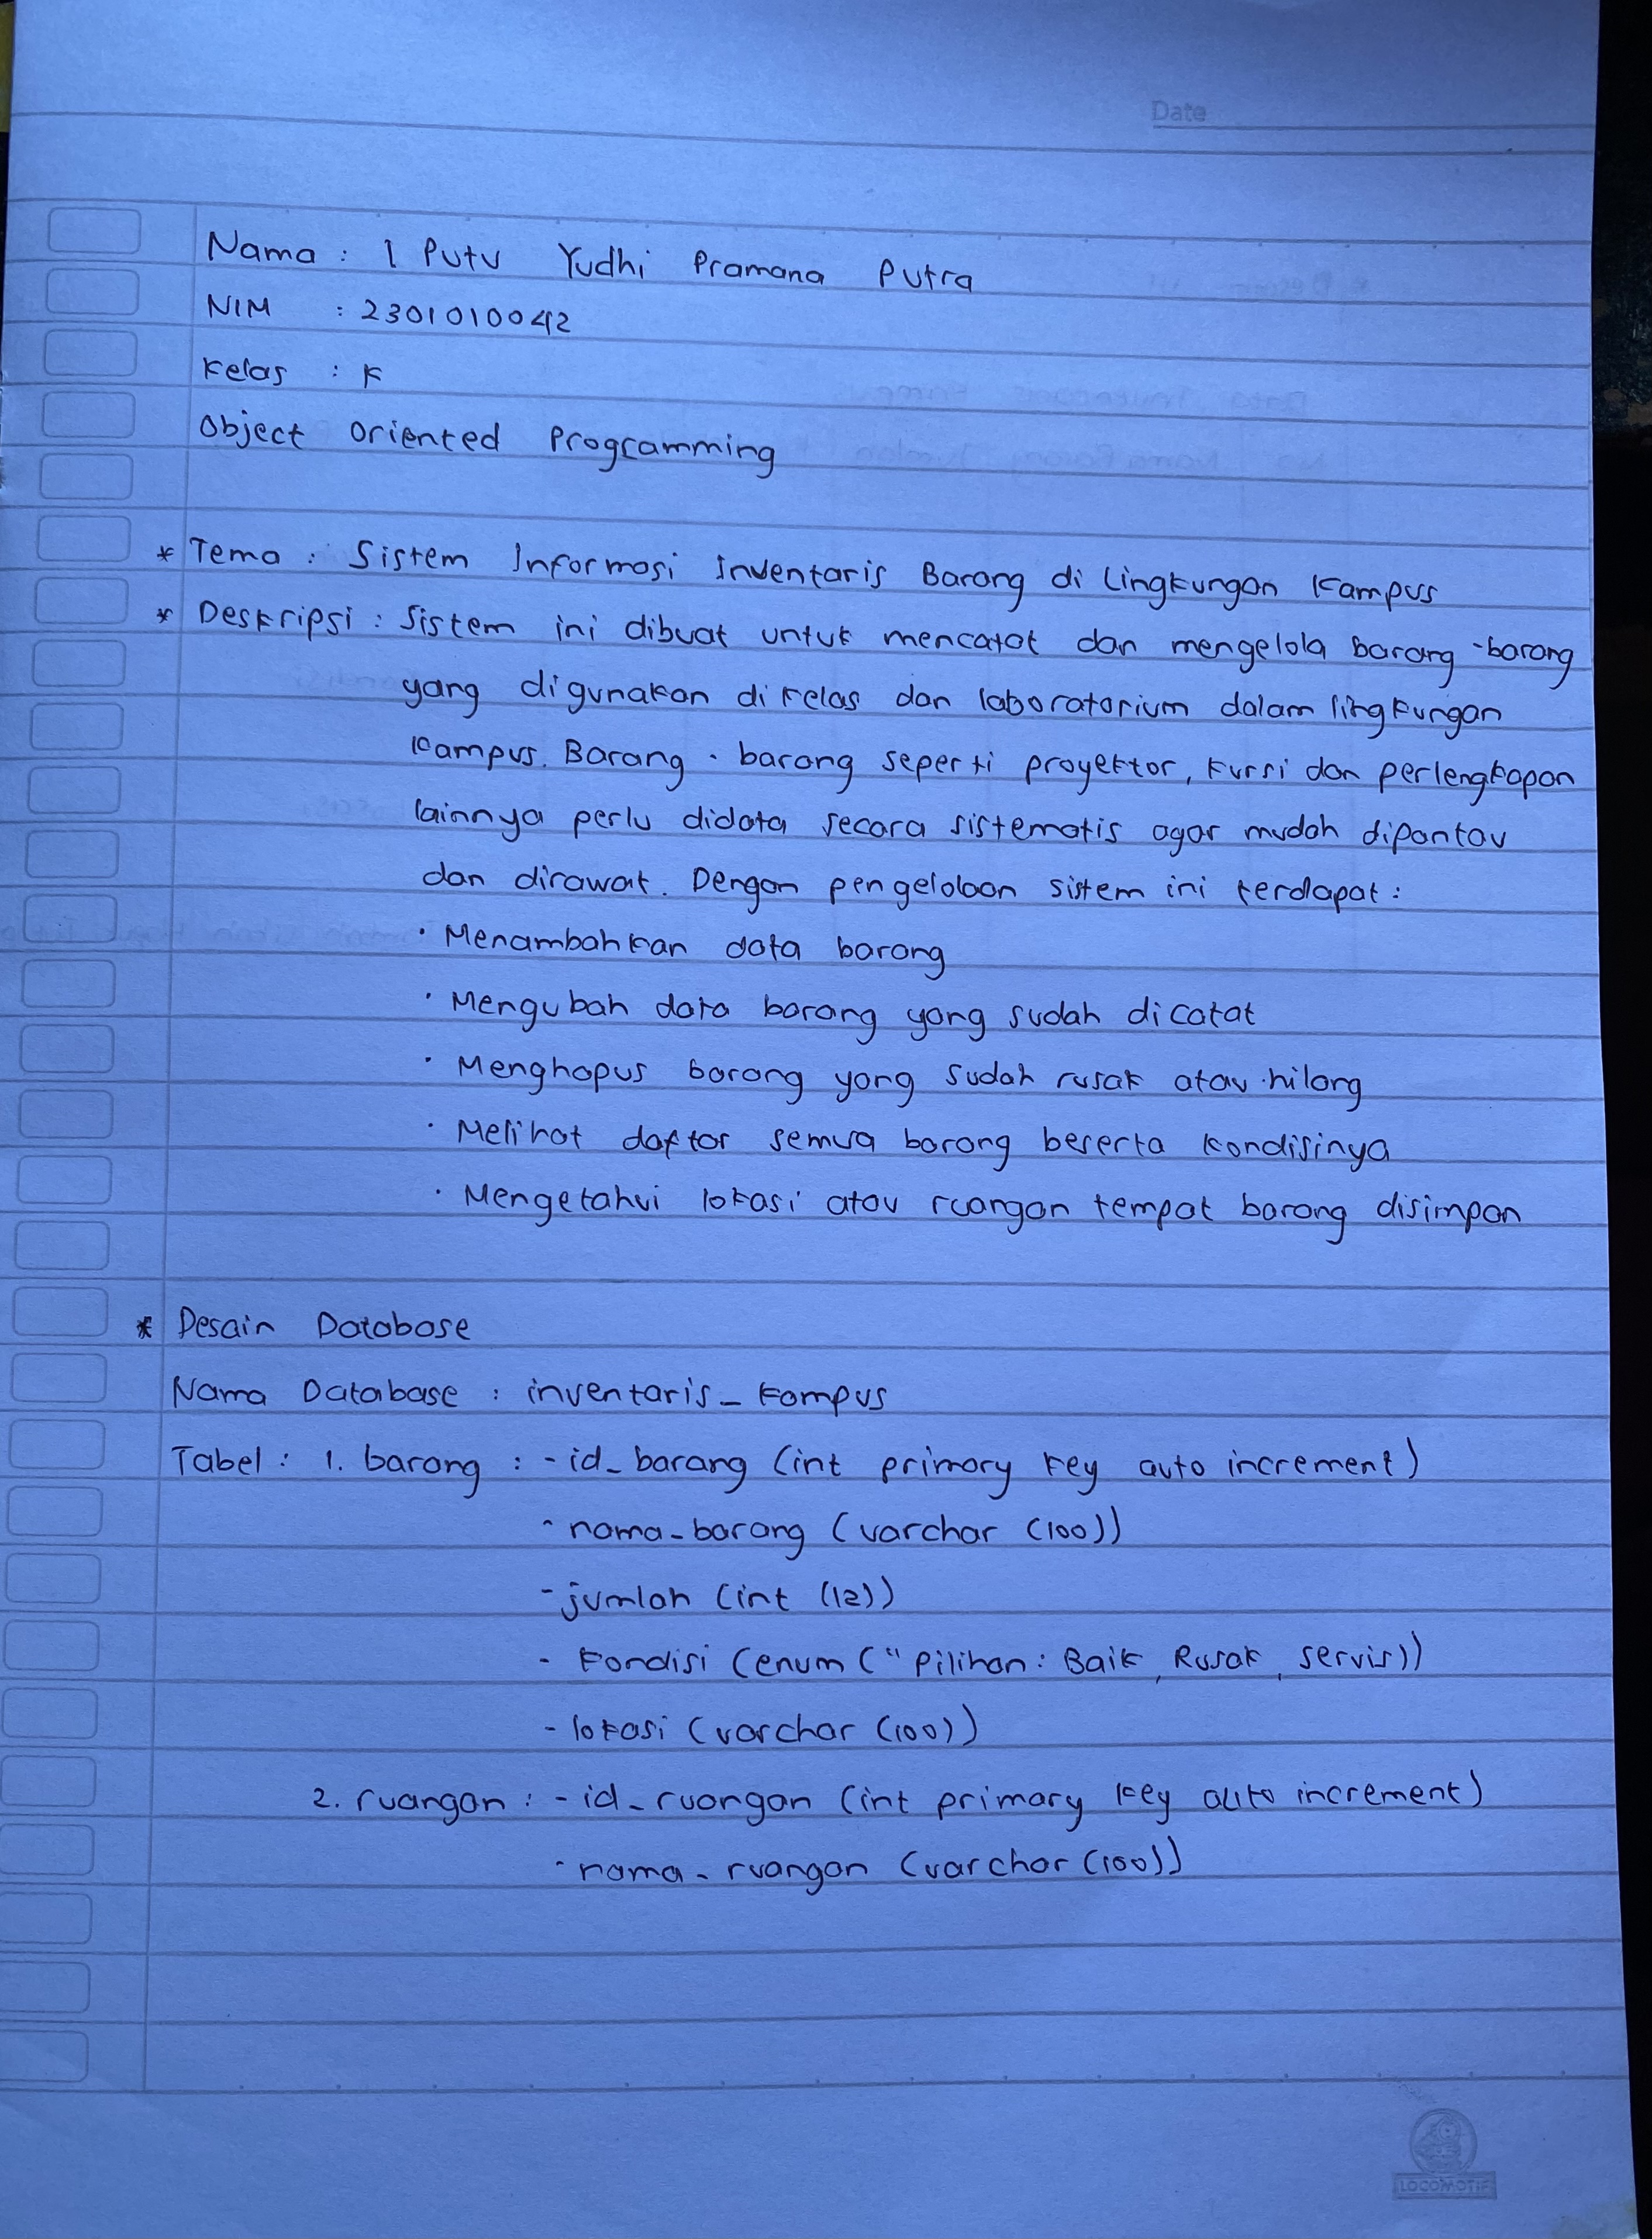 Date
Nama : I Putu Yudhi Pramana Putra
NIM : 2301010042
Kelas : K
Object Oriented Programming
* Tema : Sistem Informasi Inventaris Barang di Lingkungan Kampus
* Deskripsi : Sistem ini dibuat untuk mencatat dan mengelola barang-barang
yang digunakan di kelas dan laboratorium dalam lingkungan
kampus. Barang - barang seperti proyektor, kursi dan perlengkapan
lainnya perlu didata secara sistematis agar mudah dipantau
dan dirawat. Dengan pengelolaan sistem ini terdapat :
· Menambahkan data barang
· Mengubah data barang yang sudah dicatat
· Menghapus barang yang sudah rusak atau hilang
· Melihat daftar semua barang beserta kondisinya
· Mengetahui lokasi atau ruangan tempat barang disimpan
* Desain Database
Nama Database : inventaris_kampus
Tabel : 1. barang : - id_barang (int primary key auto increment)
- nama_barang (varchar (100))
- jumlah (int (12))
- kondisi (enum (" Pilihan : Baik, Rusak, servis))
- lokasi (varchar (100))
2. ruangan : - id_ruangan (int primary key auto increment)
- nama_ruangan (varchar (100))
LOCOMOTIF